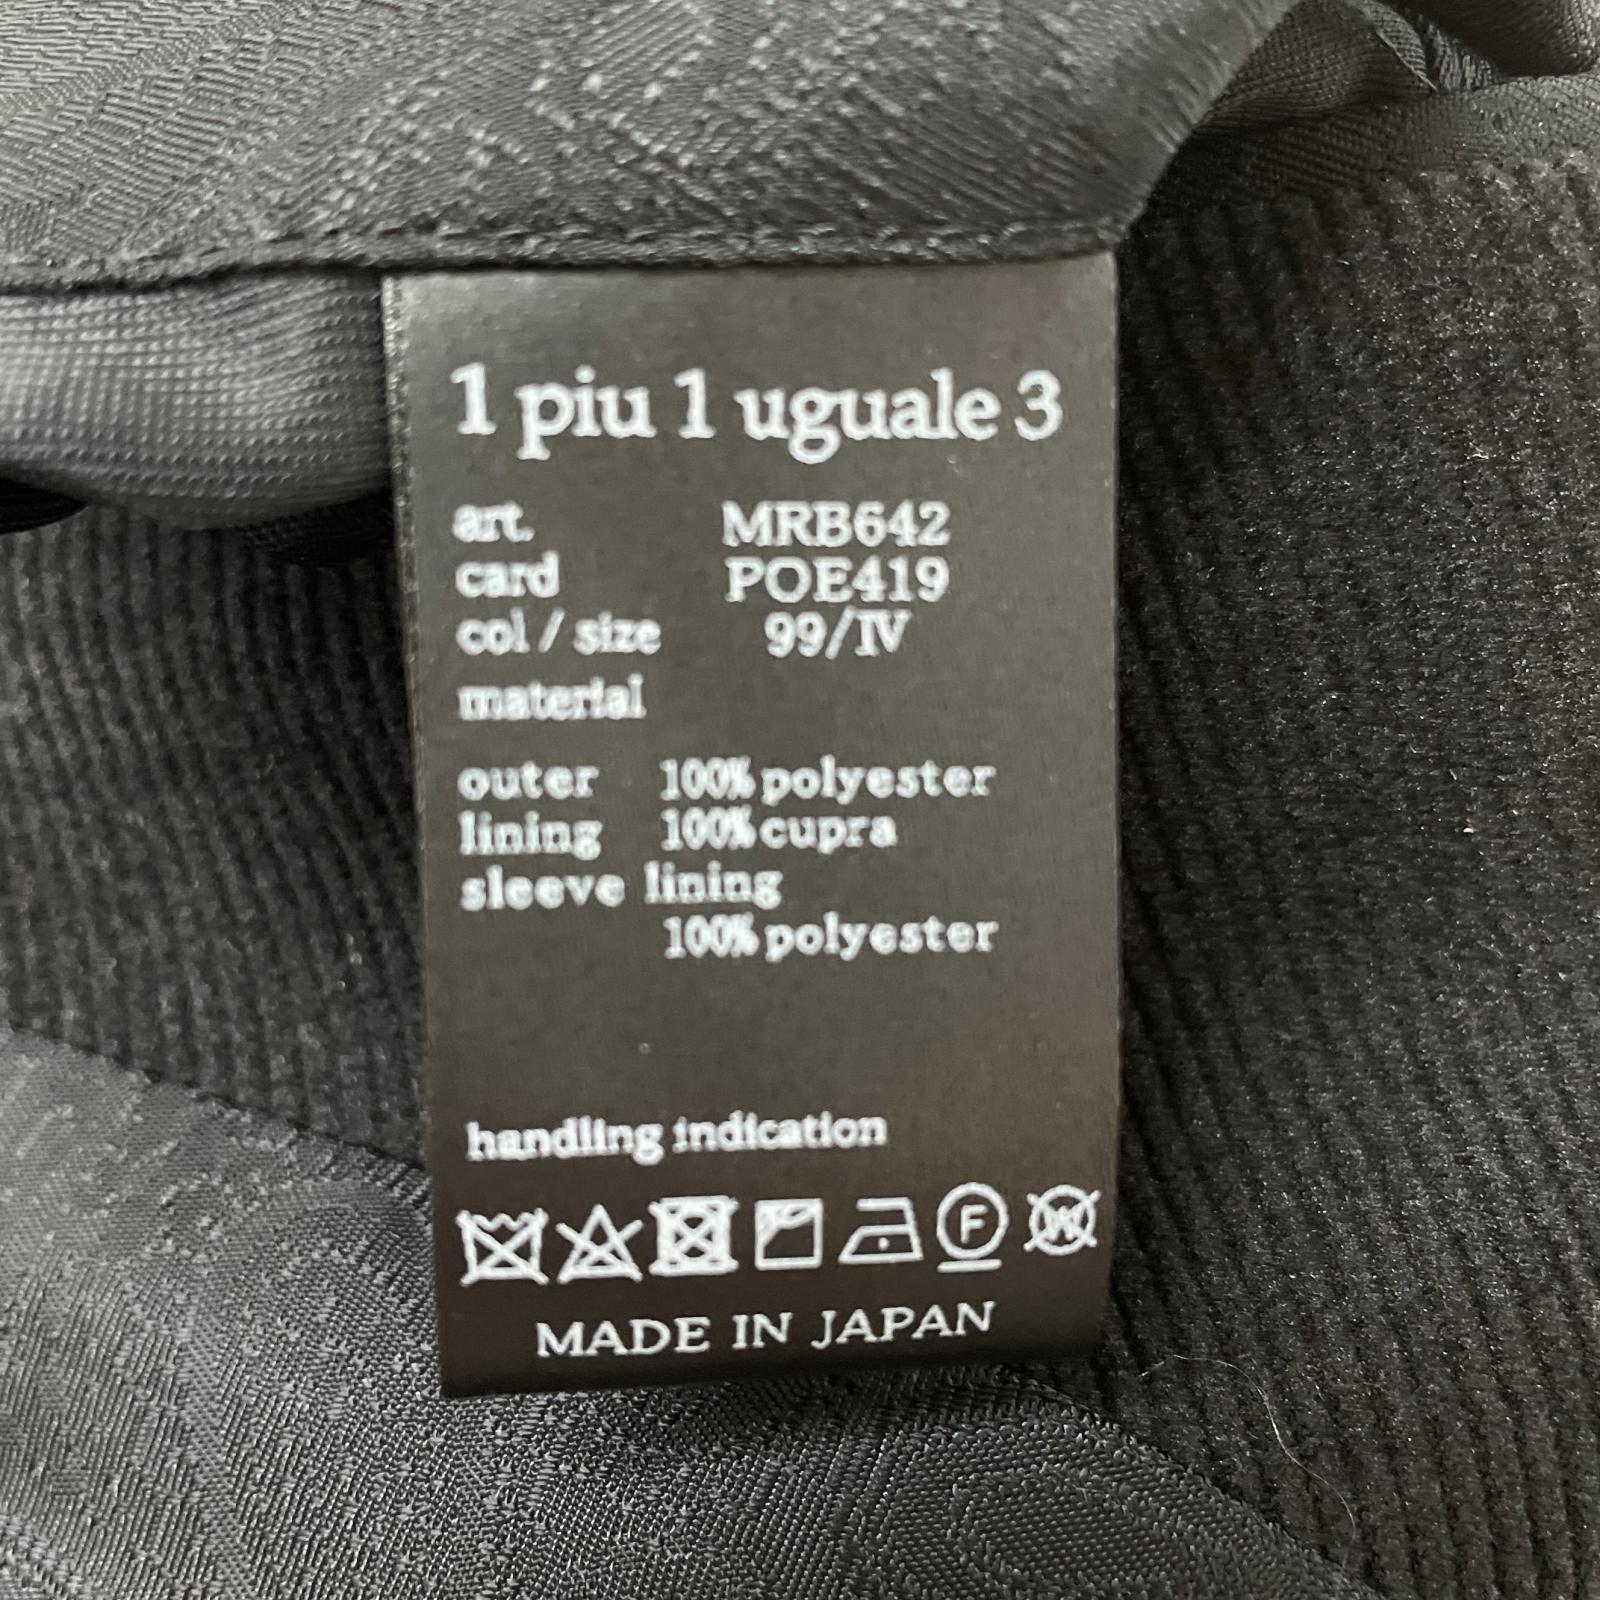 1 piu 1 uguale 3
art. MRB642
card POE419
col / size 99/IV
material
outer 100% polyester
lining 100% cupra
sleeve lining
100% polyester
handling indication
F W
MADE IN JAPAN